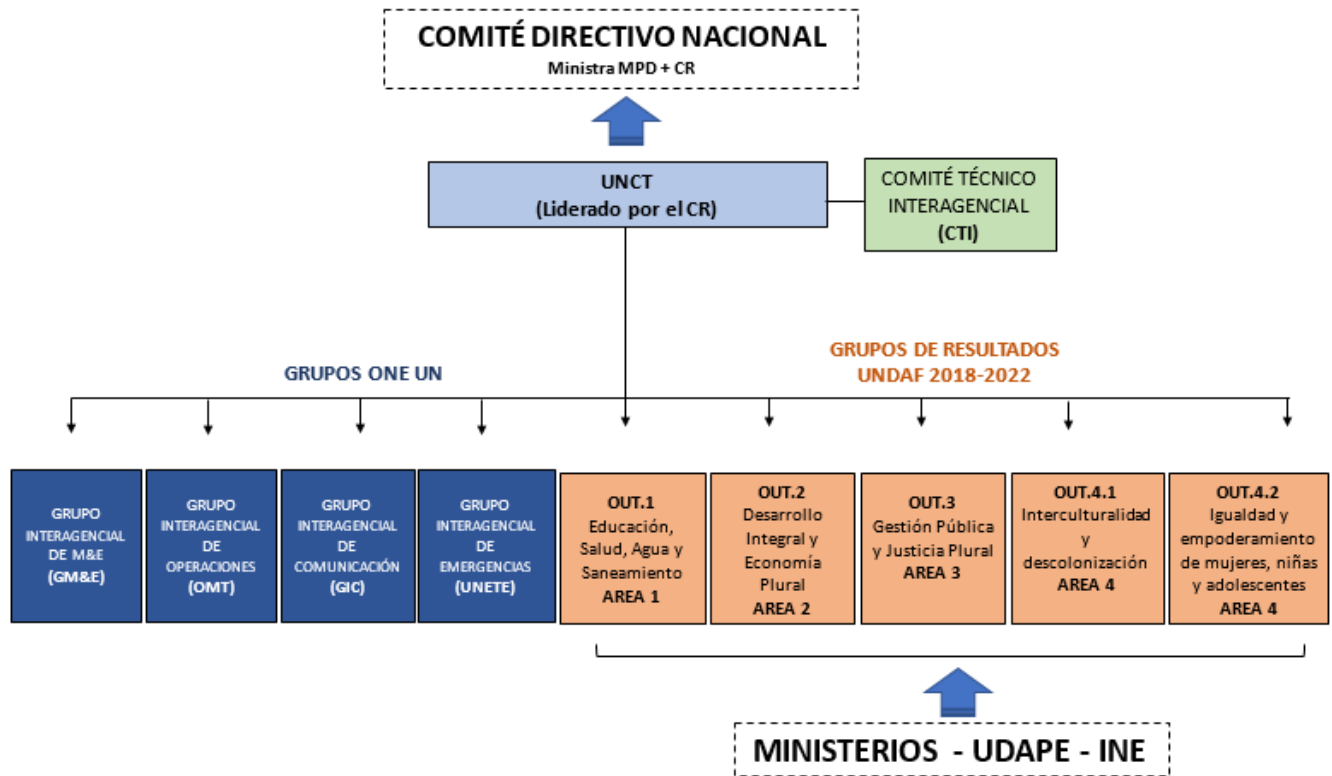 COMITÉ DIRECTIVO NACIONAL
Ministra MPD + CR
UNCT
(Liderado por el CR)
COMITÉ TÉCNICO
INTERAGENCIAL
(CTI)
GRUPOS ONE UN
GRUPOS DE RESULTADOS
UNDAF 2018-2022
GRUPO
INTERAGENCIAL
DE M&E
(GM&E)
GRUPO
INTERAGENCIAL
DE
OPERACIONES
(OMT)
GRUPO
INTERAGENCIAL
DE
COMUNICACIÓN
(GIC)
GRUPO
INTERAGENCIAL
DE
EMERGENCIAS
(UNETE)
OUT.1
Educación,
Salud, Agua y
Saneamiento
AREA 1
OUT.2
Desarrollo
Integral y
Economía
Plural
AREA 2
OUT.3
Gestión Pública
y Justicia Plural
AREA 3
OUT.4.1
Interculturalidad
y
descolonización
AREA 4
OUT.4.2
Igualdad y
empoderamiento
de mujeres, niñas
y adolescentes
AREA 4
MINISTERIOS - UDAPE - INE